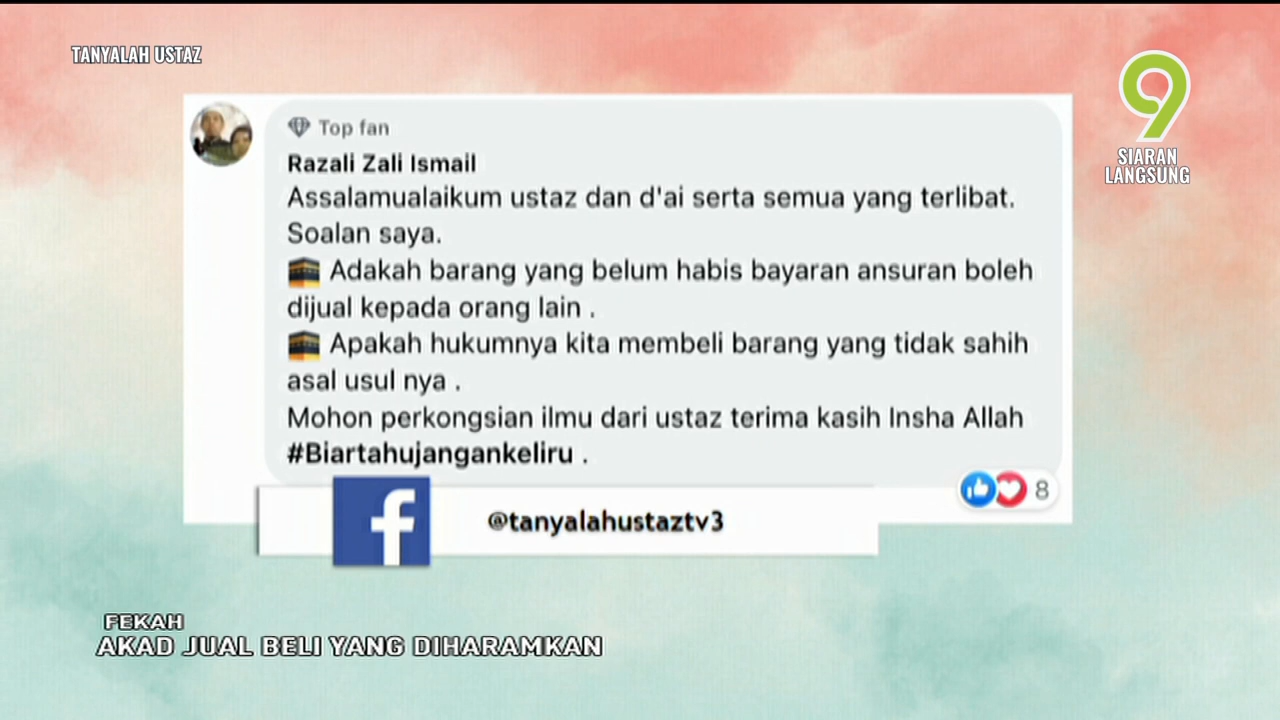 TANYALAH USTAZ
9
SIARAN
LANGSUNG
Top fan
Razali Zali Ismail
Assalamualaikum ustaz dan d'ai serta semua yang terlibat.
Soalan saya.
🕋 Adakah barang yang belum habis bayaran ansuran boleh
dijual kepada orang lain .
🕋 Apakah hukumnya kita membeli barang yang tidak sahih
asal usul nya .
Mohon perkongsian ilmu dari ustaz terima kasih Insha Allah
#Biartahujangankeliru .
8
f
@tanyalahustaztv3
FEKAH
AKAD JUAL BELI YANG DIHARAMKAN